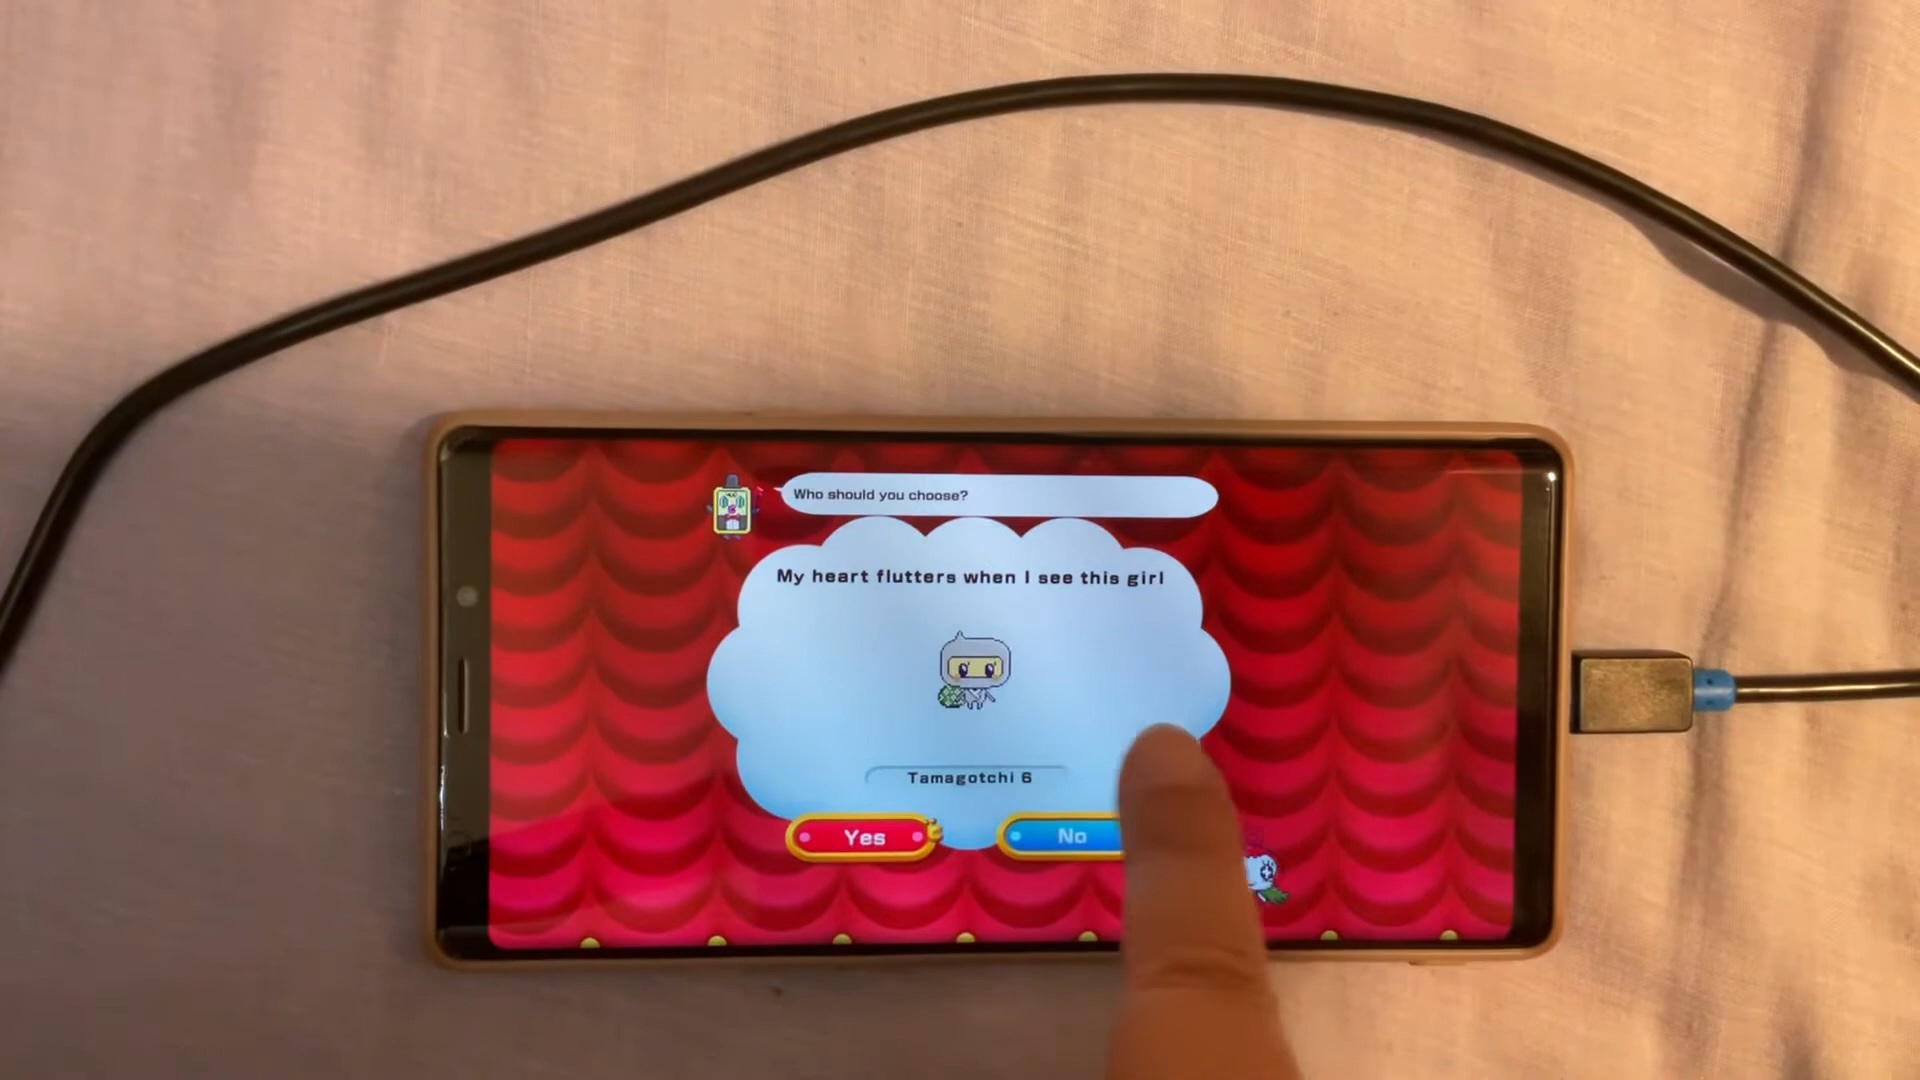 Who should you choose?
My heart flutters when I see this girl
Tamagotchi 6
Yes
No